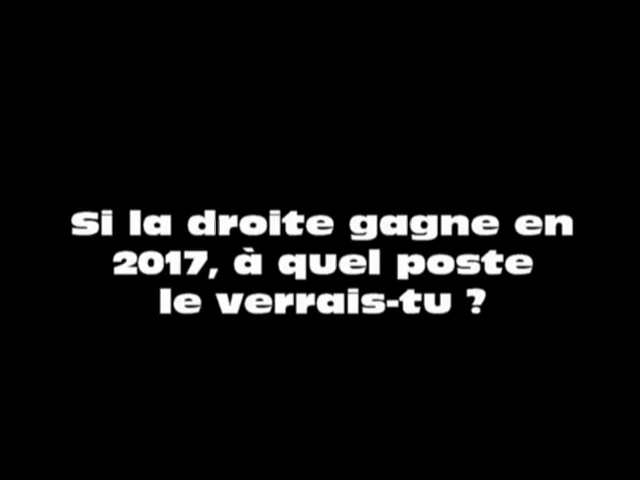 Si la droite gagne en
2017, à quel poste
le verrais-tu ?